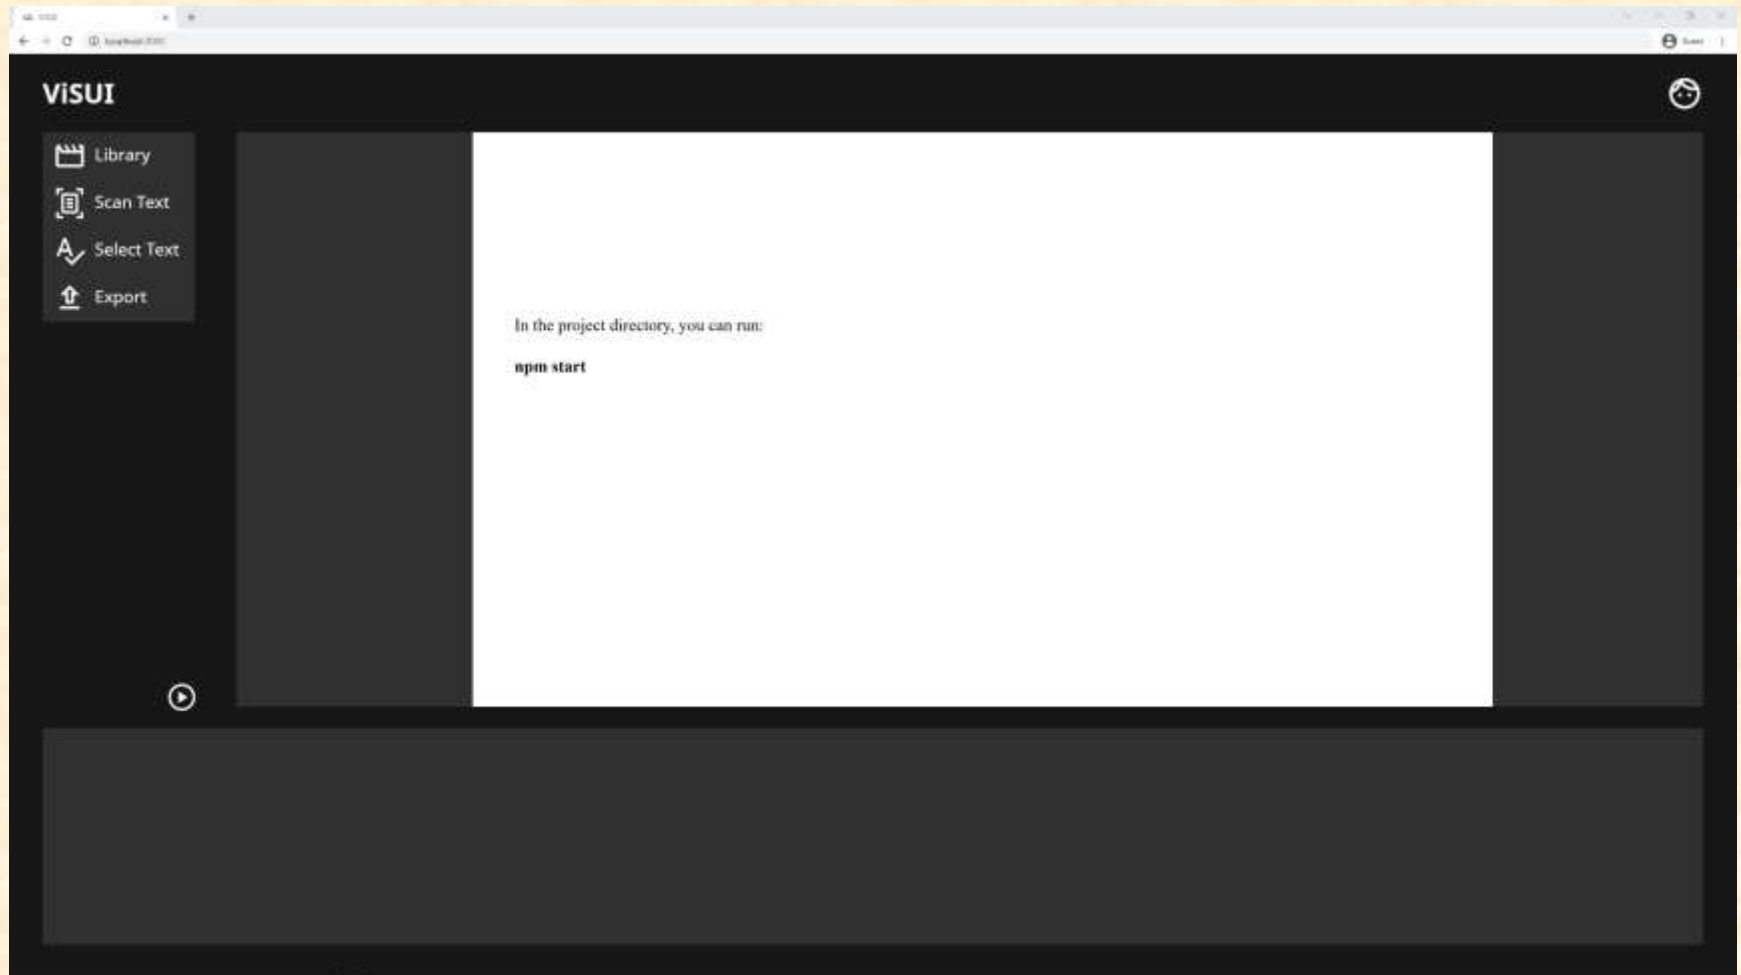 ViSUI
Library
Scan Text
Select Text
Export
In the project directory, you can run:
npm start